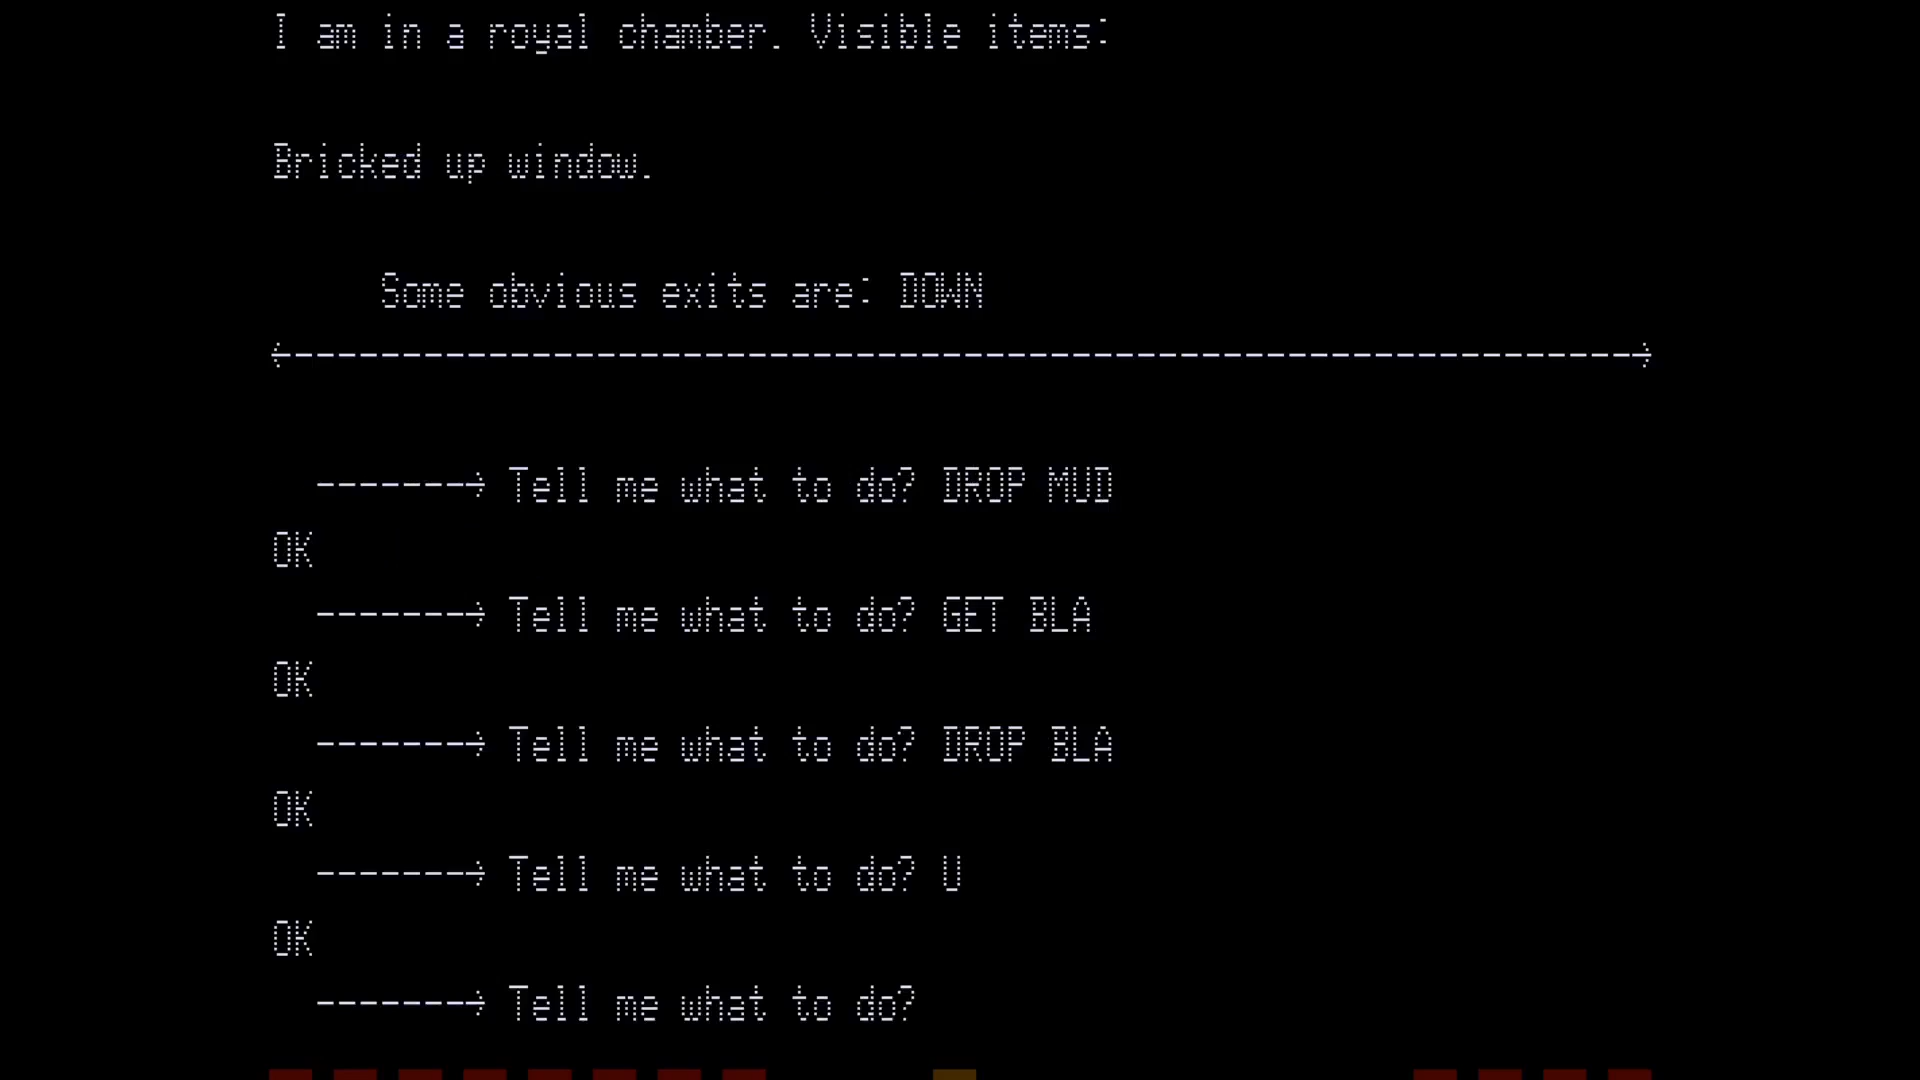 I am in a royal chamber. Visible items:
Bricked up window.
Some obvious exits are: DOWN
<---------------------------------------------------------------->
-------> Tell me what to do? DROP MUD
OK
-------> Tell me what to do? GET BLA
OK
-------> Tell me what to do? DROP BLA
OK
-------> Tell me what to do? U
OK
-------> Tell me what to do?